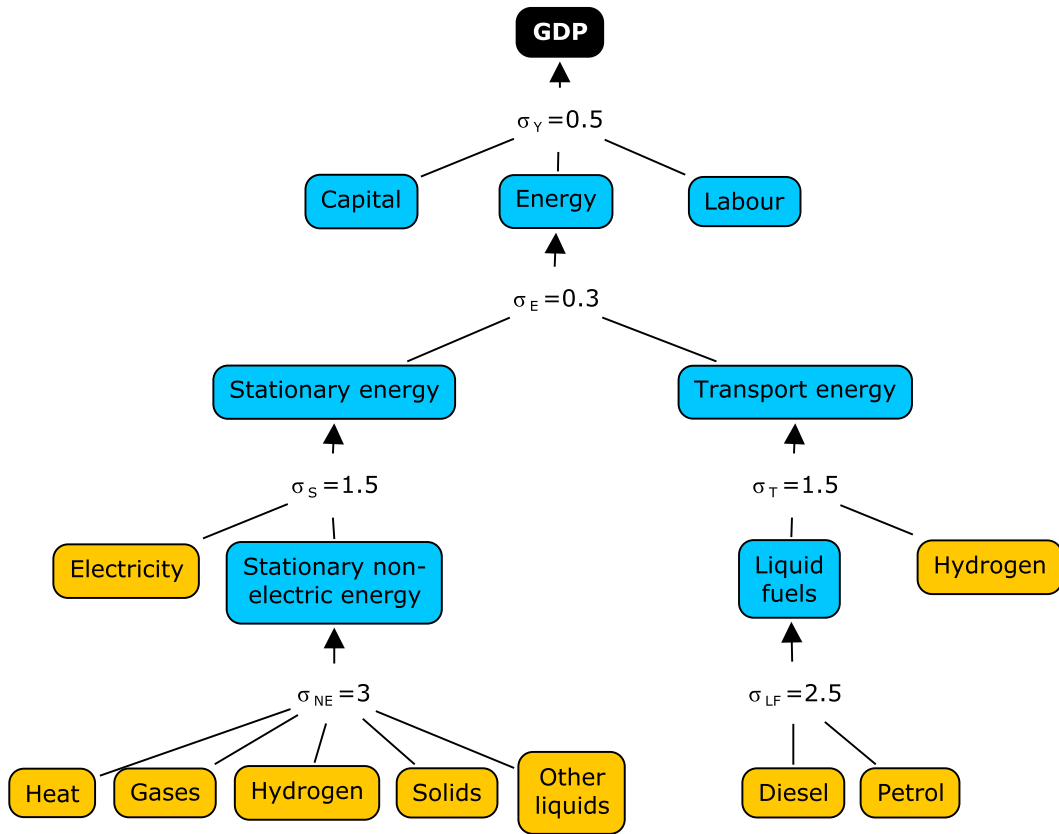 GDP
σY=0.5
Capital
Energy
Labour
σE=0.3
Stationary energy
Transport energy
σS=1.5
σT=1.5
Electricity
Stationary non-
electric energy
Liquid
fuels
Hydrogen
σNE=3
σLF=2.5
Heat
Gases
Hydrogen
Solids
Other
liquids
Diesel
Petrol